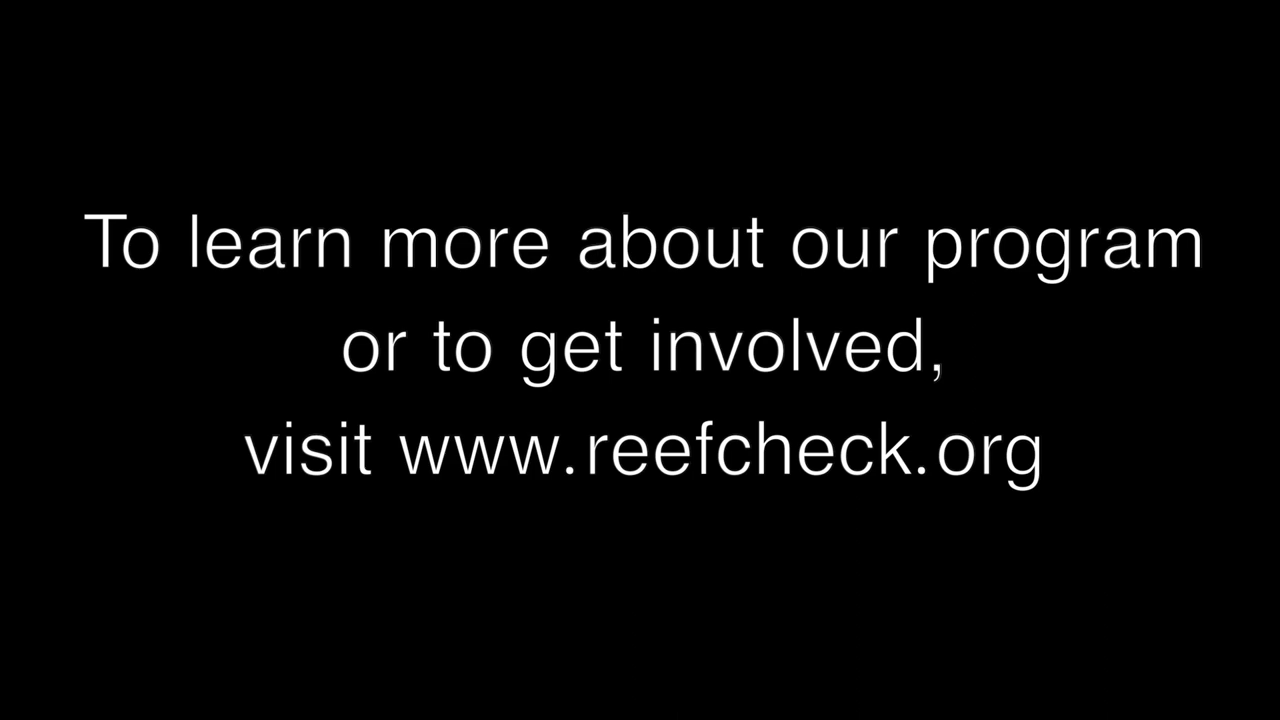 To learn more about our program
or to get involved,
visit www.reefcheck.org